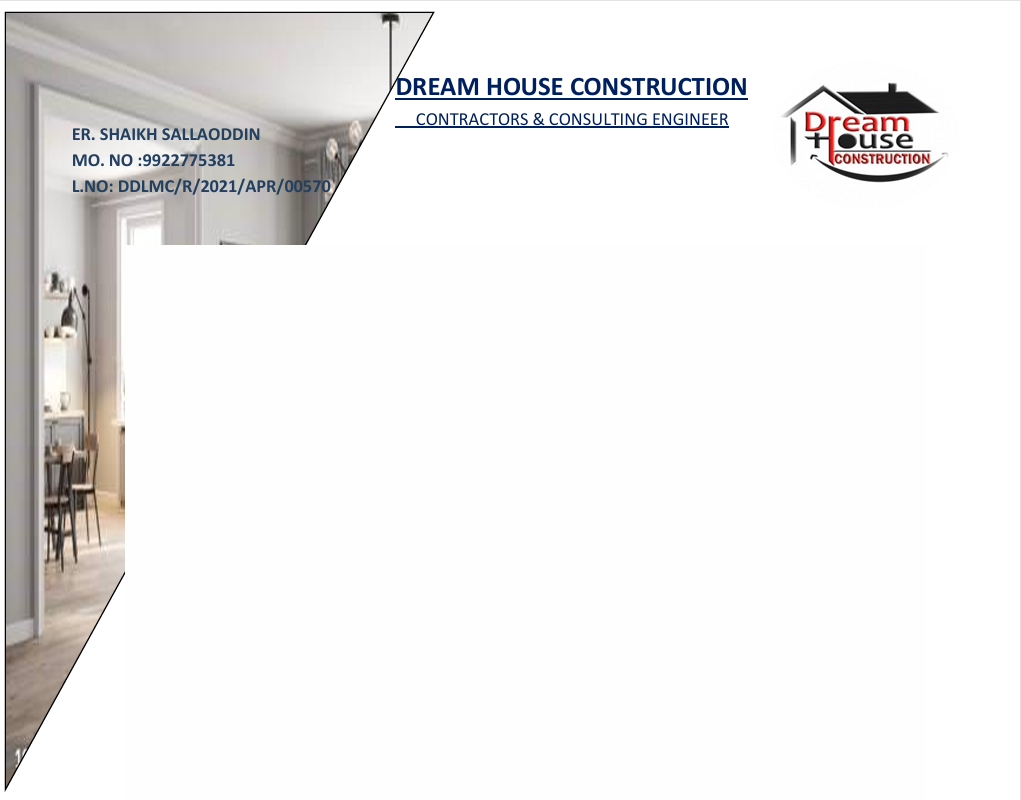 DREAM HOUSE CONSTRUCTION
CONTRACTORS & CONSULTING ENGINEER
ER. SHAIKH SALLAODDIN
MO. NO :9922775381
L.NO: DDLMC/R/2021/APR/00570
Dream
House
CONSTRUCTION